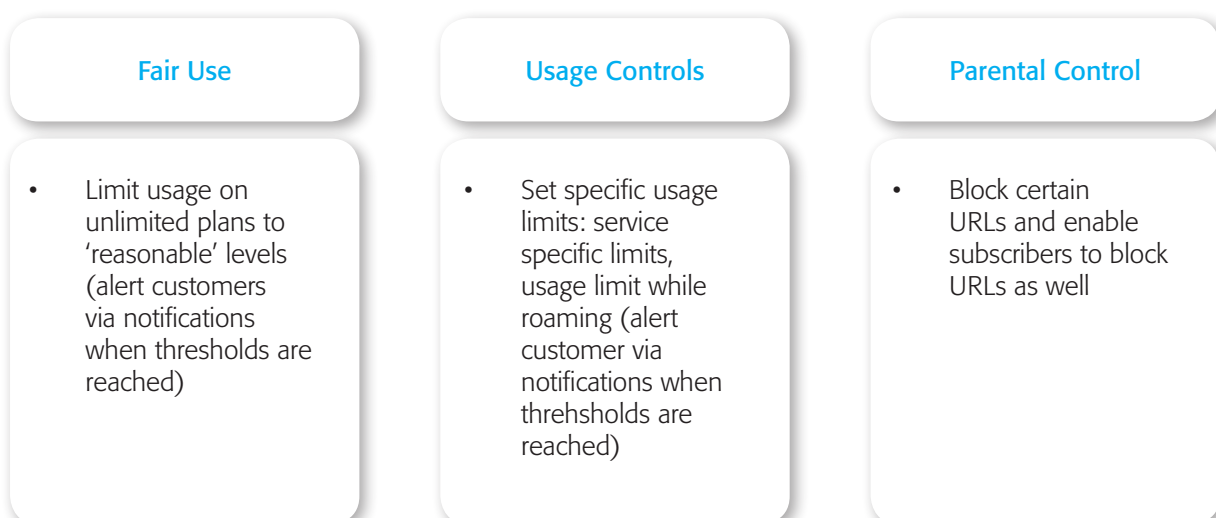 Fair Use
• Limit usage on
unlimited plans to
‘reasonable’ levels
(alert customers
via notifications
when thresholds are
reached)
Usage Controls
• Set specific usage
limits: service
specific limits,
usage limit while
roaming (alert
customer via
notifications when
threhsholds are
reached)
Parental Control
• Block certain
URLs and enable
subscribers to block
URLs as well